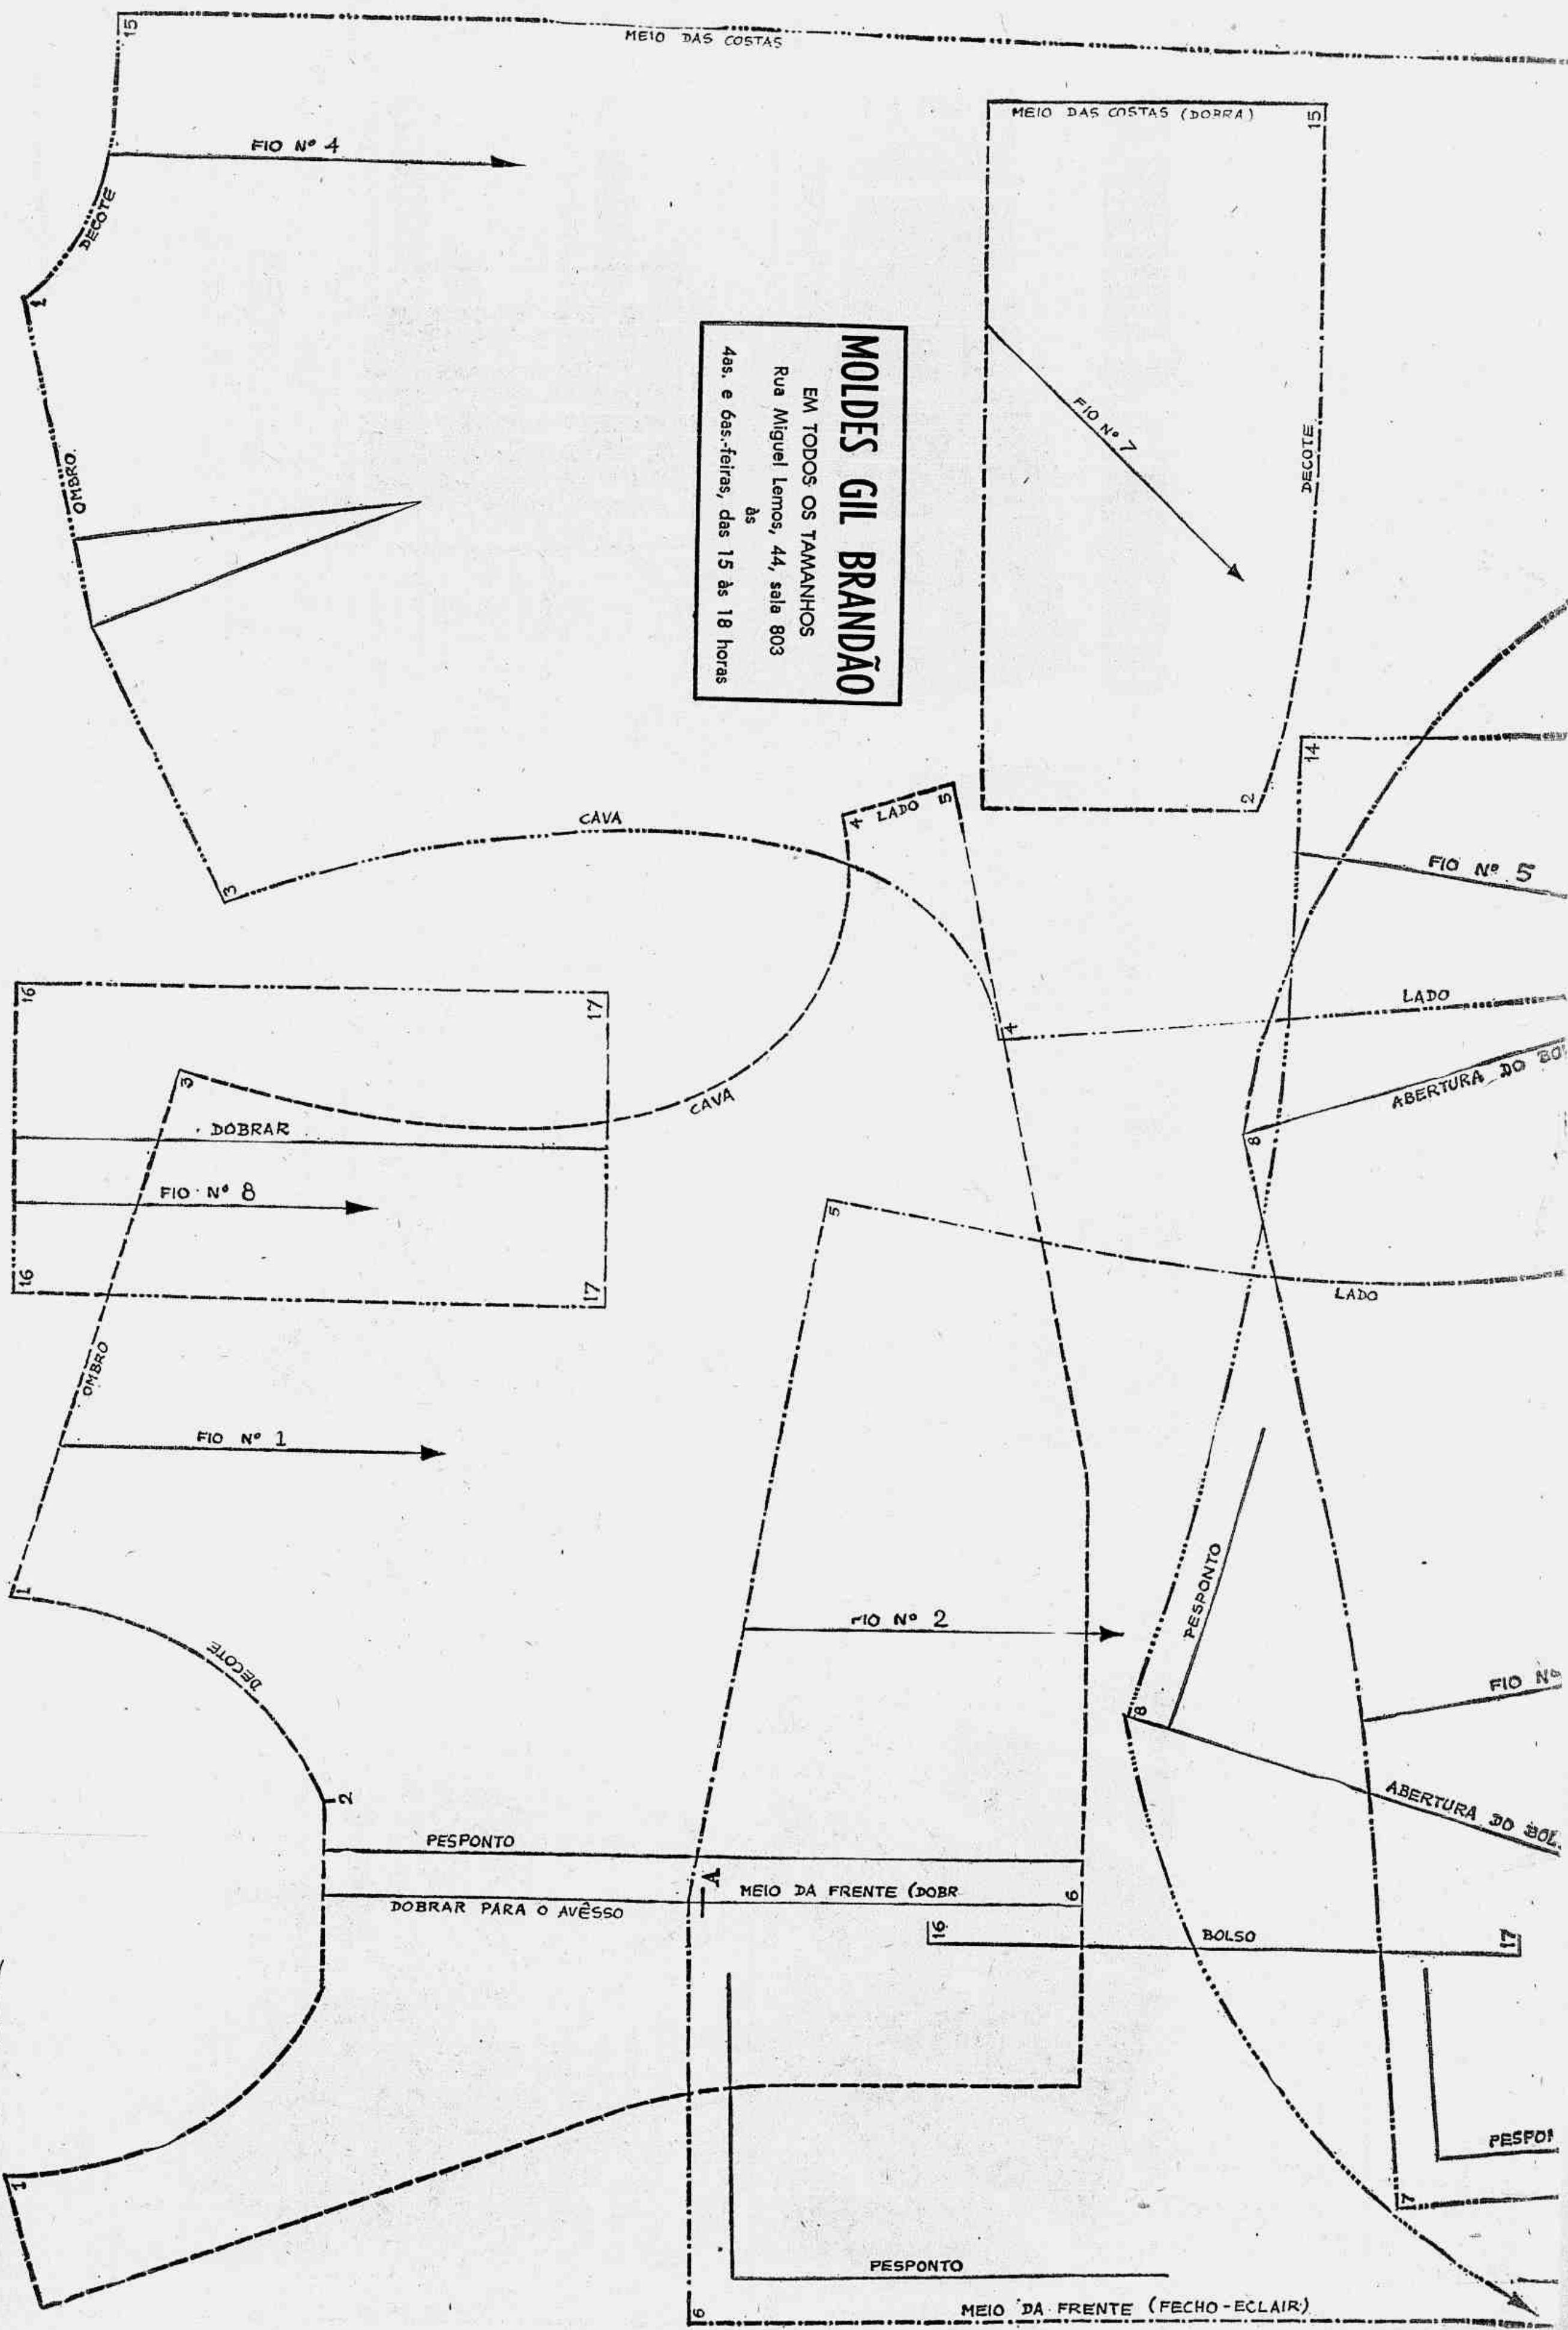 15
MEIO DAS COSTAS
MEIO DAS COSTAS (DOBRA)
15
FIO Nº 4
DECOTE
1
OMBRO
MOLDES GIL BRANDÃO
EM TODOS OS TAMANHOS
Rua Miguel Lemos, 44, sala 803
às
4as. e 6as.-feiras, das 15 às 18 horas
FIO Nº 7
DECOTE
14
2
CAVA
4
LADO
5
3
FIO Nº 5
16
17
LADO
4
3
CAVA
ABERTURA DO BO
DOBRAR
8
FIO Nº 8
5
16
17
LADO
OMBRO
FIO Nº 1
PESPONTO
1
FIO Nº 2
DECOTE
FIO Nº
8
2
ABERTURA DO BOL
PESPONTO
A
MEIO DA FRENTE (DOBR
6
DOBRAR PARA O AVÊSSO
16
BOLSO
17
PESPO
1
7
PESPONTO
6
MEIO DA FRENTE (FECHO-ECLAIR)